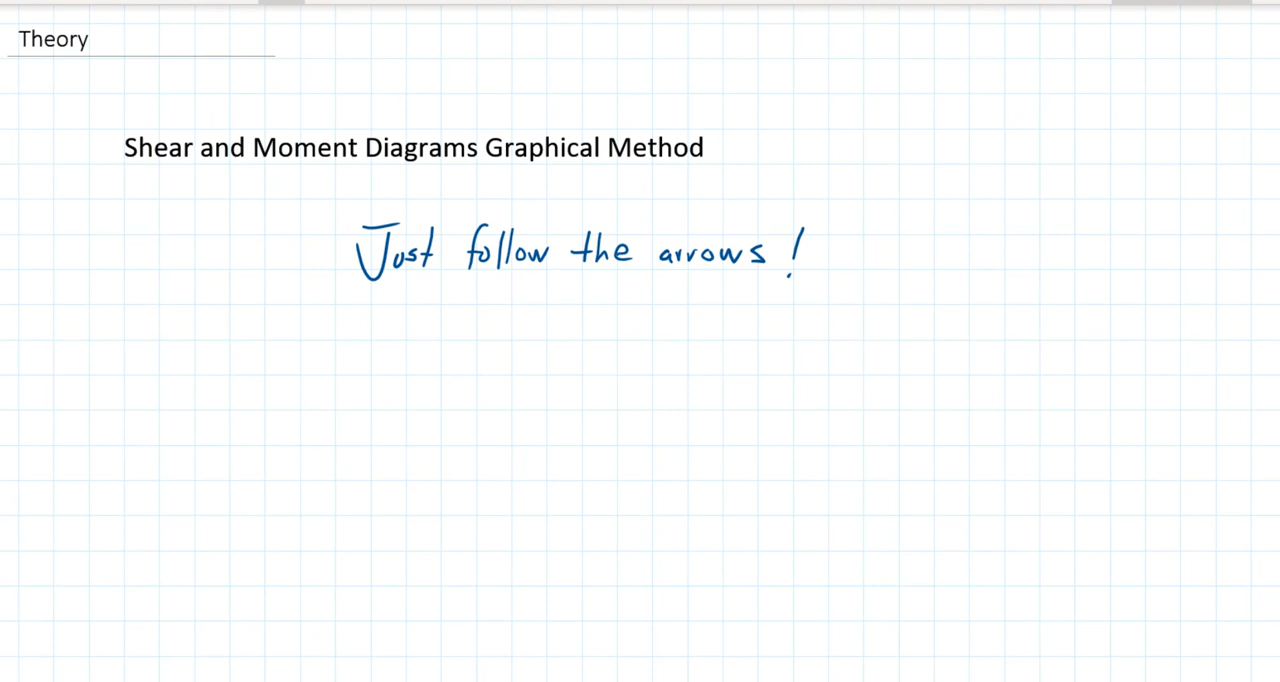 Theory
Shear and Moment Diagrams Graphical Method
Just follow the arrows!